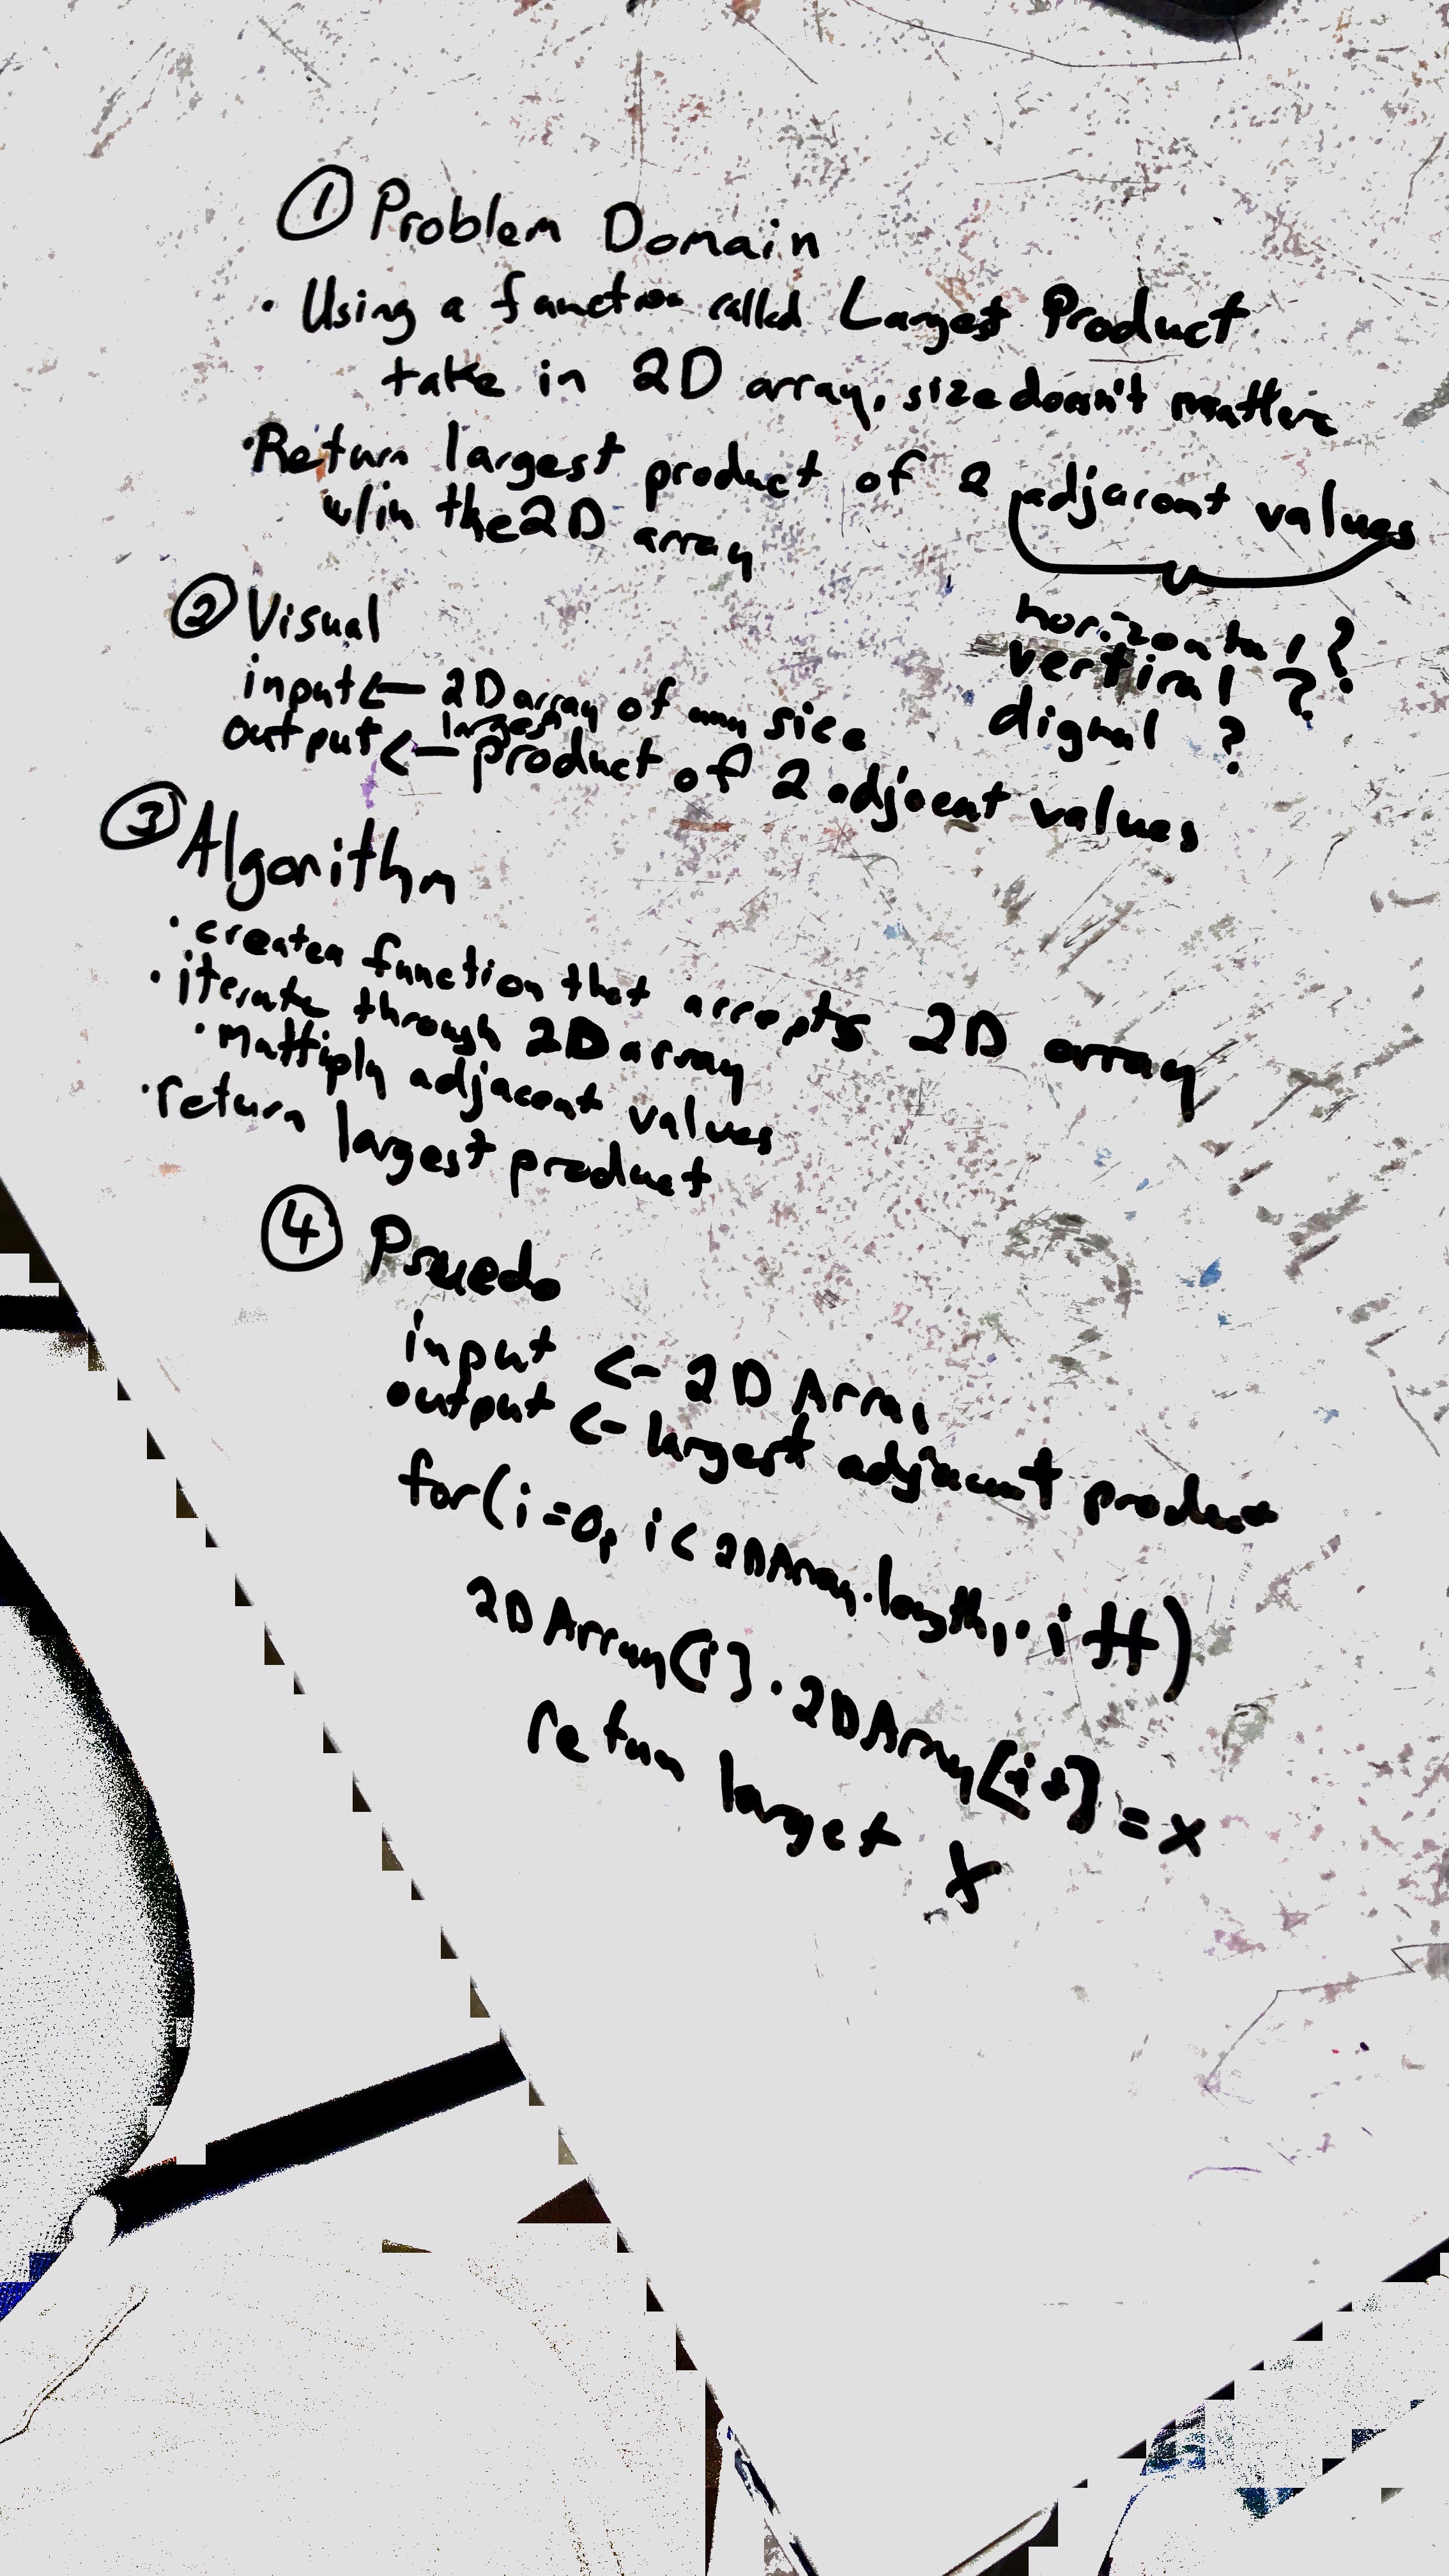 ① Problem Domain
· Using a function called Largest Product
take in 2D array, size doesn't matter
· Return largest product of 2 adjacent values
w/in the 2D array
horizontal ?
vertical ?
dignal ?
② Visual
input ← 2D array of any size
largest
output ← product of 2 adjacent values
③ Algorithm
· create a function that accepts 2D array
· iterate through 2D array
· multiply adjacent values
· return largest product
④ Psuedo
input <- 2D Array
output <- largest adjacent product
for(i=0, i < 2DArray.length, i++)
2DArray[i] · 2DArray[i+] = x
return larget x